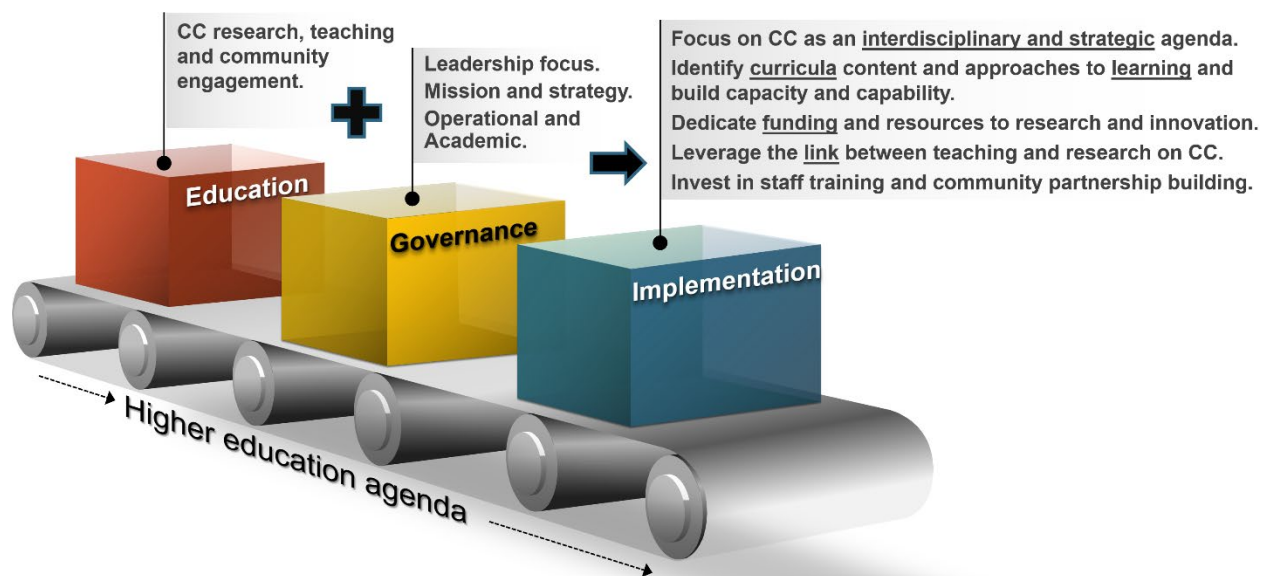 CC research, teaching
and community
engagement.
Leadership focus.
Mission and strategy.
Operational and
Academic.
Focus on CC as an interdisciplinary and strategic agenda.
Identify curricula content and approaches to learning and
build capacity and capability.
Dedicate funding and resources to research and innovation.
Leverage the link between teaching and research on CC.
Invest in staff training and community partnership building.
Education
Governance
Implementation
Higher education agenda